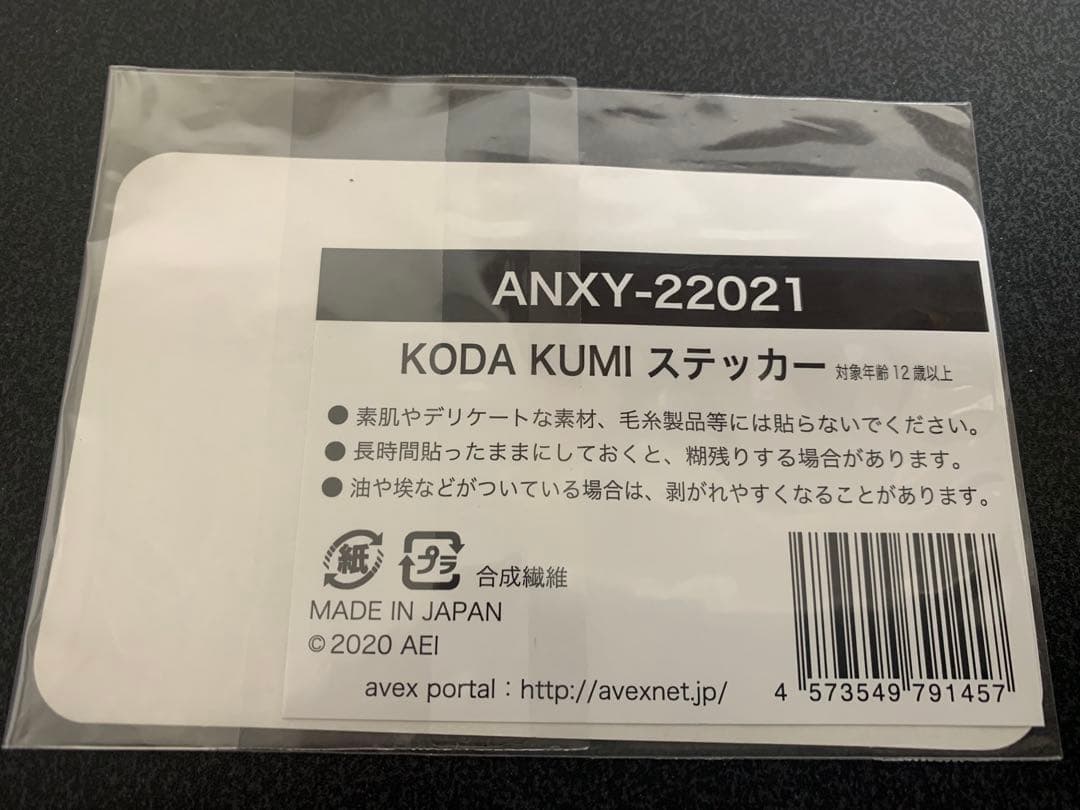 ANXY-22021
KODA KUMI ステッカー 対象年齢12歳以上
● 素肌やデリケートな素材、毛糸製品等には貼らないでください。
● 長時間貼ったままにしておくと、糊残りする場合があります。
● 油や埃などがついている場合は、剥がれやすくなることがあります。
紙 プラ 合成繊維
MADE IN JAPAN
© 2020 AEI
avex portal : http://avexnet.jp/
4 573549 791457